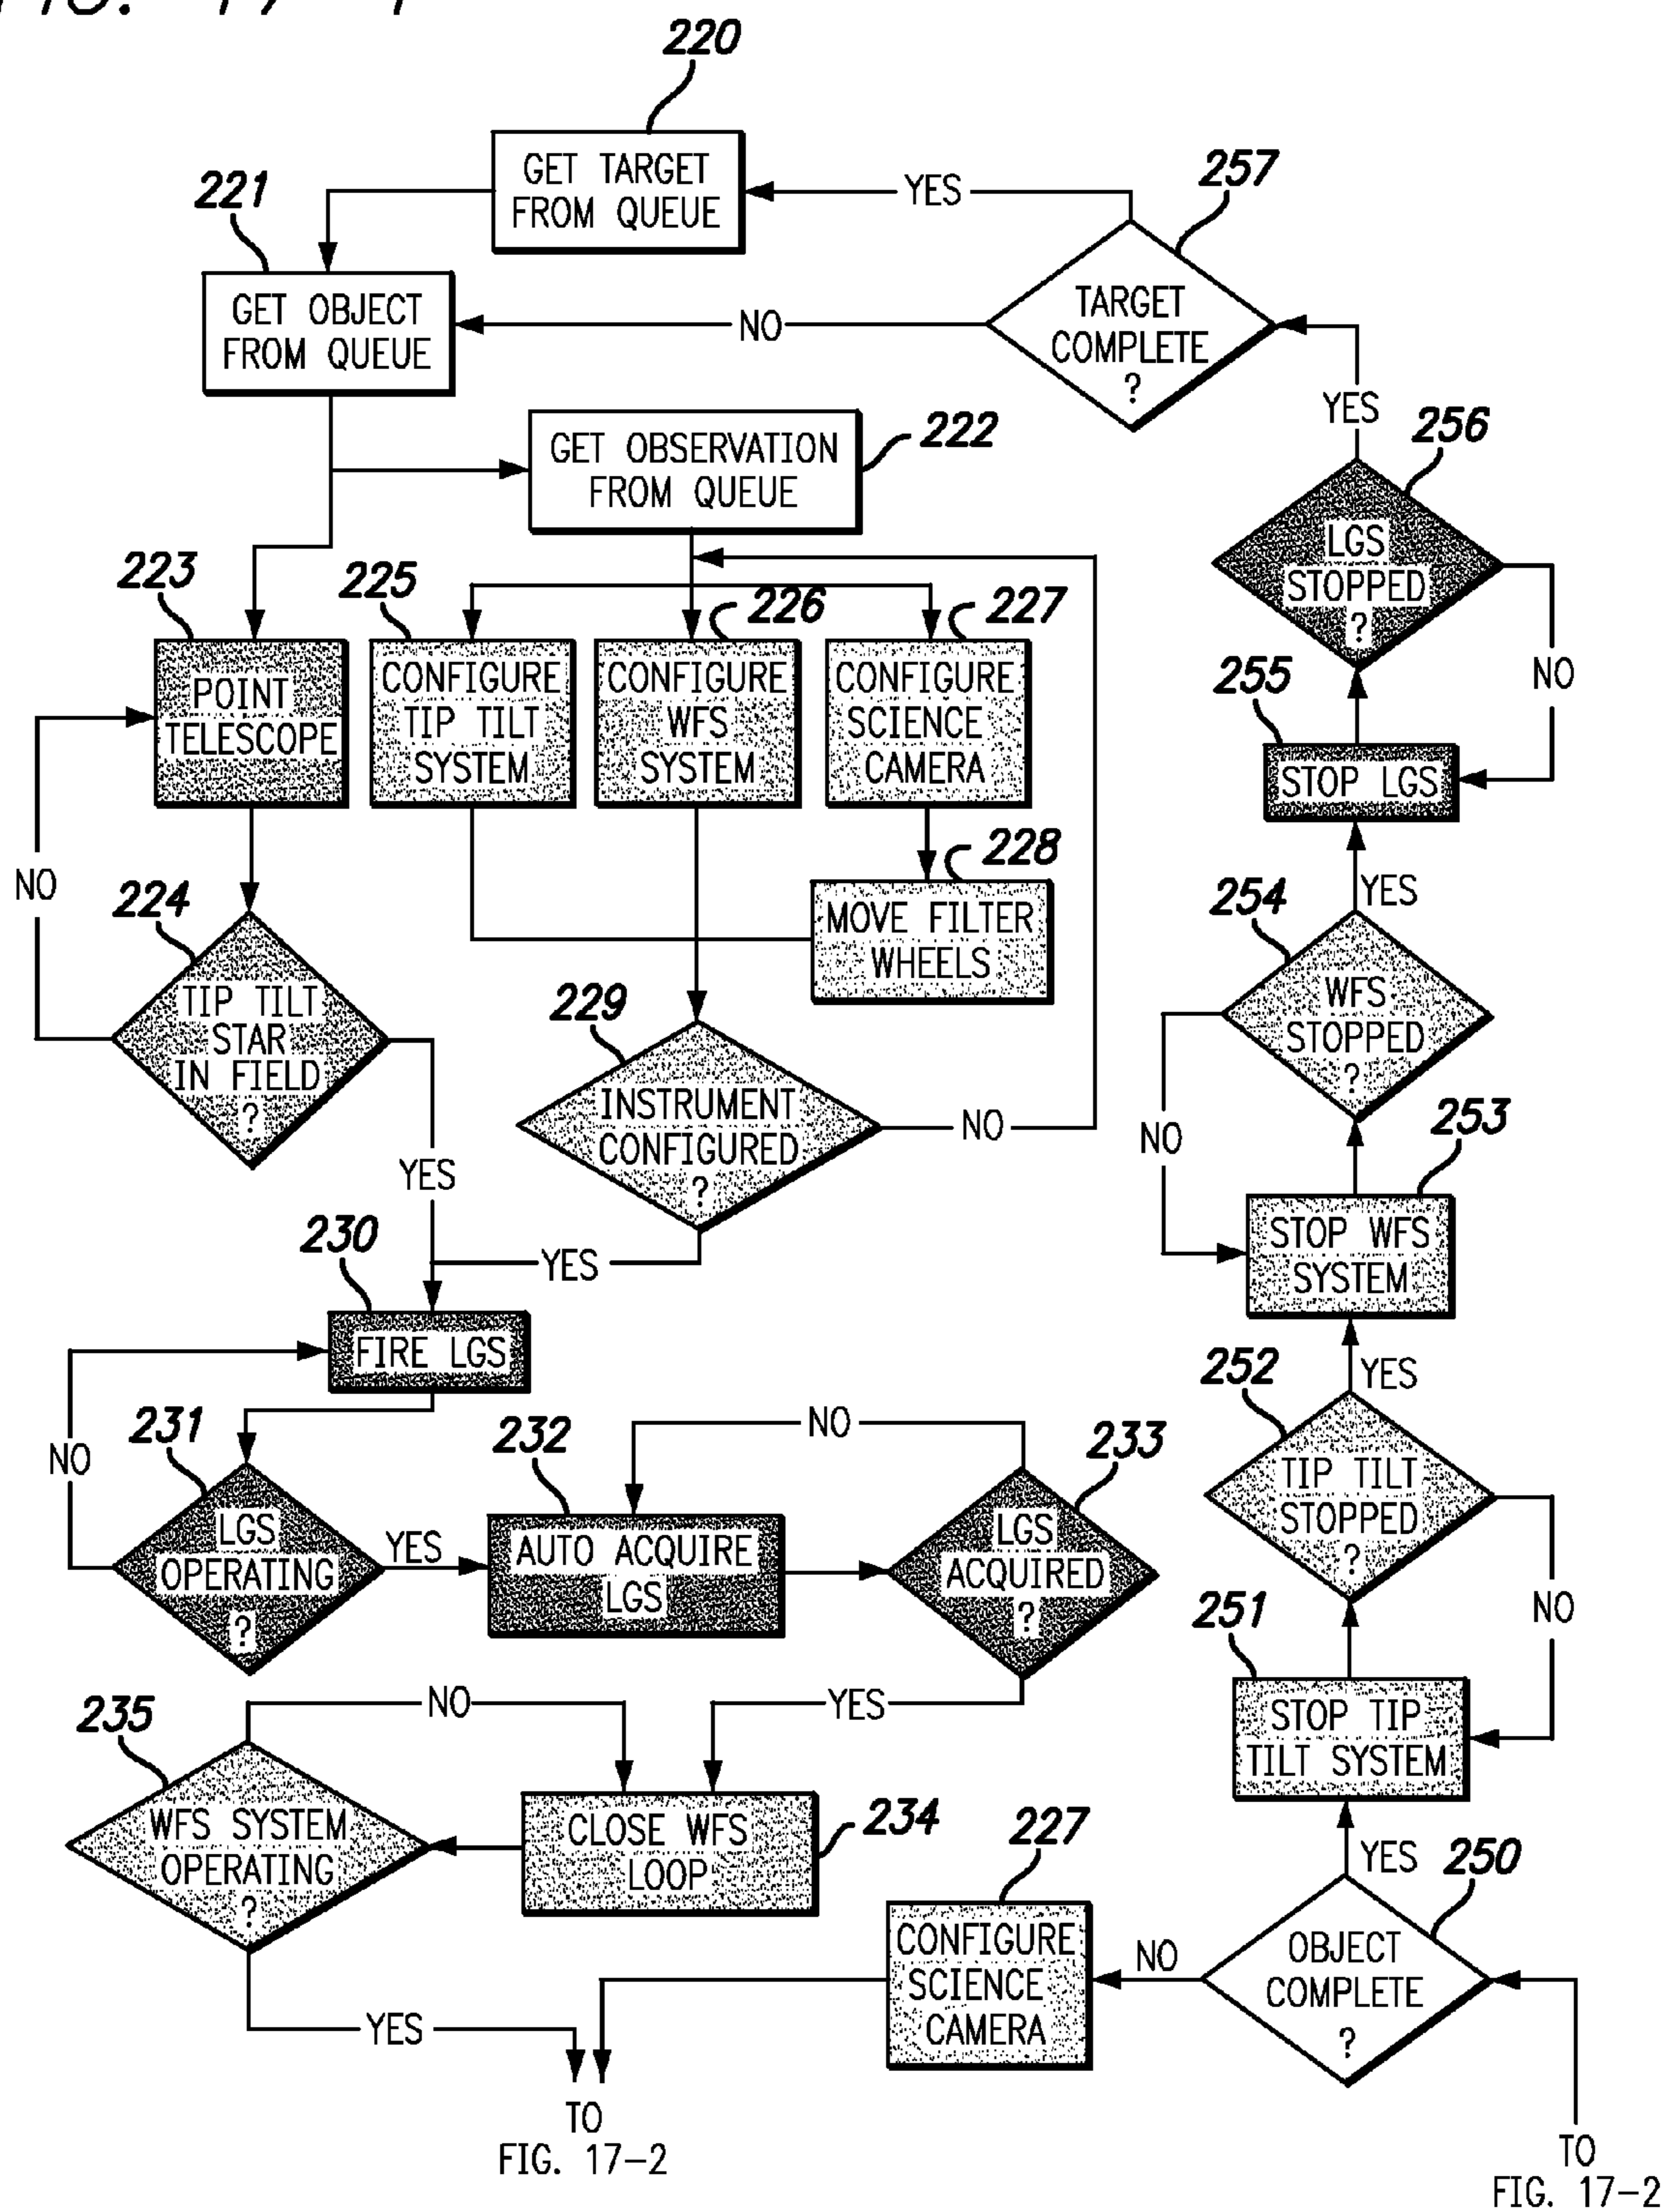 220
GET TARGET
FROM QUEUE
YES
257
221
GET OBJECT
FROM QUEUE
NO
TARGET
COMPLETE
?
YES
GET OBSERVATION
FROM QUEUE
222
256
LGS
STOPPED
?
NO
223
225
226
227
POINT
TELESCOPE
CONFIGURE
TIP TILT
SYSTEM
CONFIGURE
WFS
SYSTEM
CONFIGURE
SCIENCE
CAMERA
255
STOP LGS
NO
224
228
MOVE FILTER
WHEELS
YES
254
WFS
STOPPED
?
NO
TIP TILT
STAR
IN FIELD
?
YES
229
INSTRUMENT
CONFIGURED
?
NO
YES
253
STOP WFS
SYSTEM
230
FIRE LGS
YES
252
TIP TILT
STOPPED
?
NO
NO
231
LGS
OPERATING
?
YES
232
AUTO ACQUIRE
LGS
NO
233
LGS
ACQUIRED
?
YES
251
STOP TIP
TILT SYSTEM
235
NO
WFS SYSTEM
OPERATING
?
CLOSE WFS
LOOP
234
YES
227
CONFIGURE
SCIENCE
CAMERA
NO
YES
250
OBJECT
COMPLETE
?
TO
FIG. 17-2
TO
FIG. 17-2